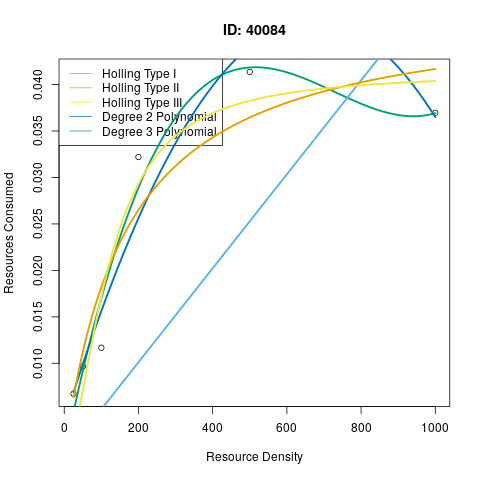 ID: 40084
Holling Type I
Holling Type II
Holling Type III
Degree 2 Polynomial
Degree 3 Polynomial
Resources Consumed
0.040
0.035
0.030
0.025
0.020
0.015
0.010
0 200 400 600 800 1000
Resource Density